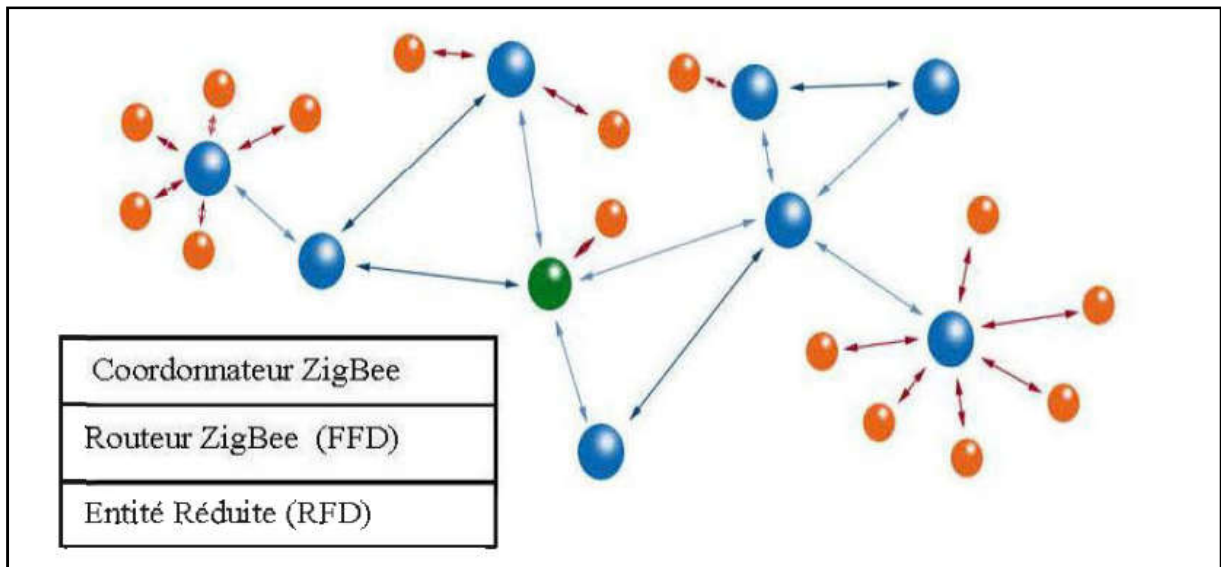 Coordonnateur ZigBee
Routeur ZigBee (FFD)
Entité Réduite (RFD)